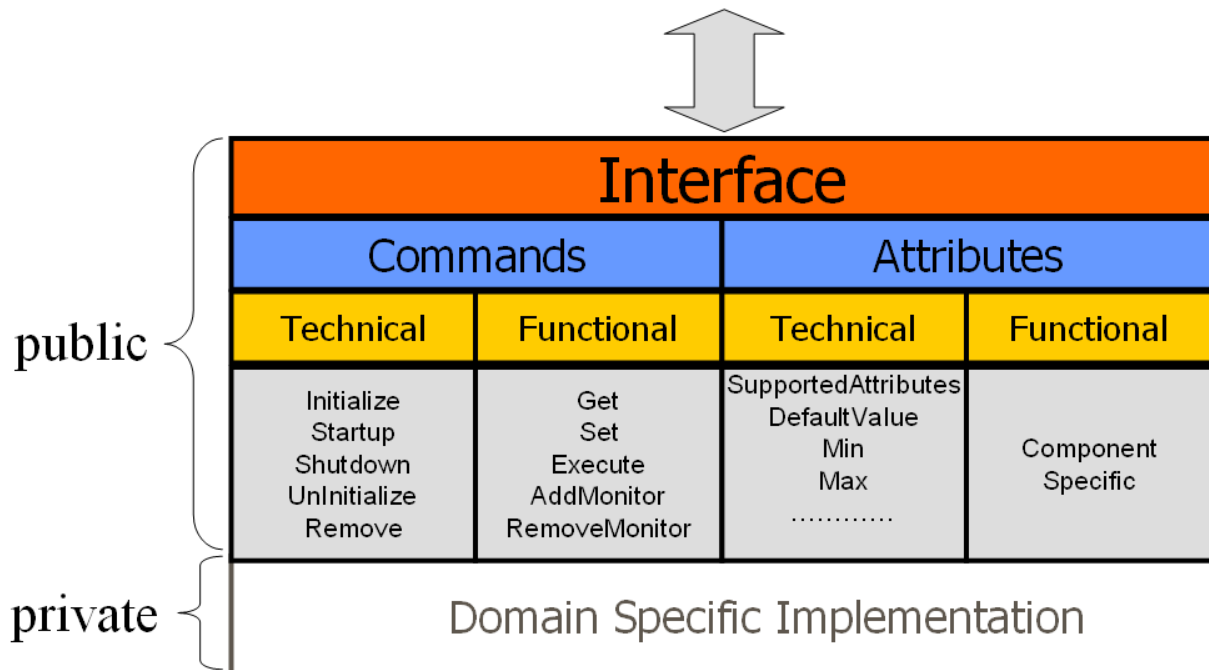 Interface
Commands
Attributes
Technical
Functional
Technical
Functional
public
Initialize
Startup
Shutdown
UnInitialize
Remove
Get
Set
Execute
AddMonitor
RemoveMonitor
SupportedAttributes
DefaultValue
Min
Max
............
Component
Specific
private
Domain Specific Implementation